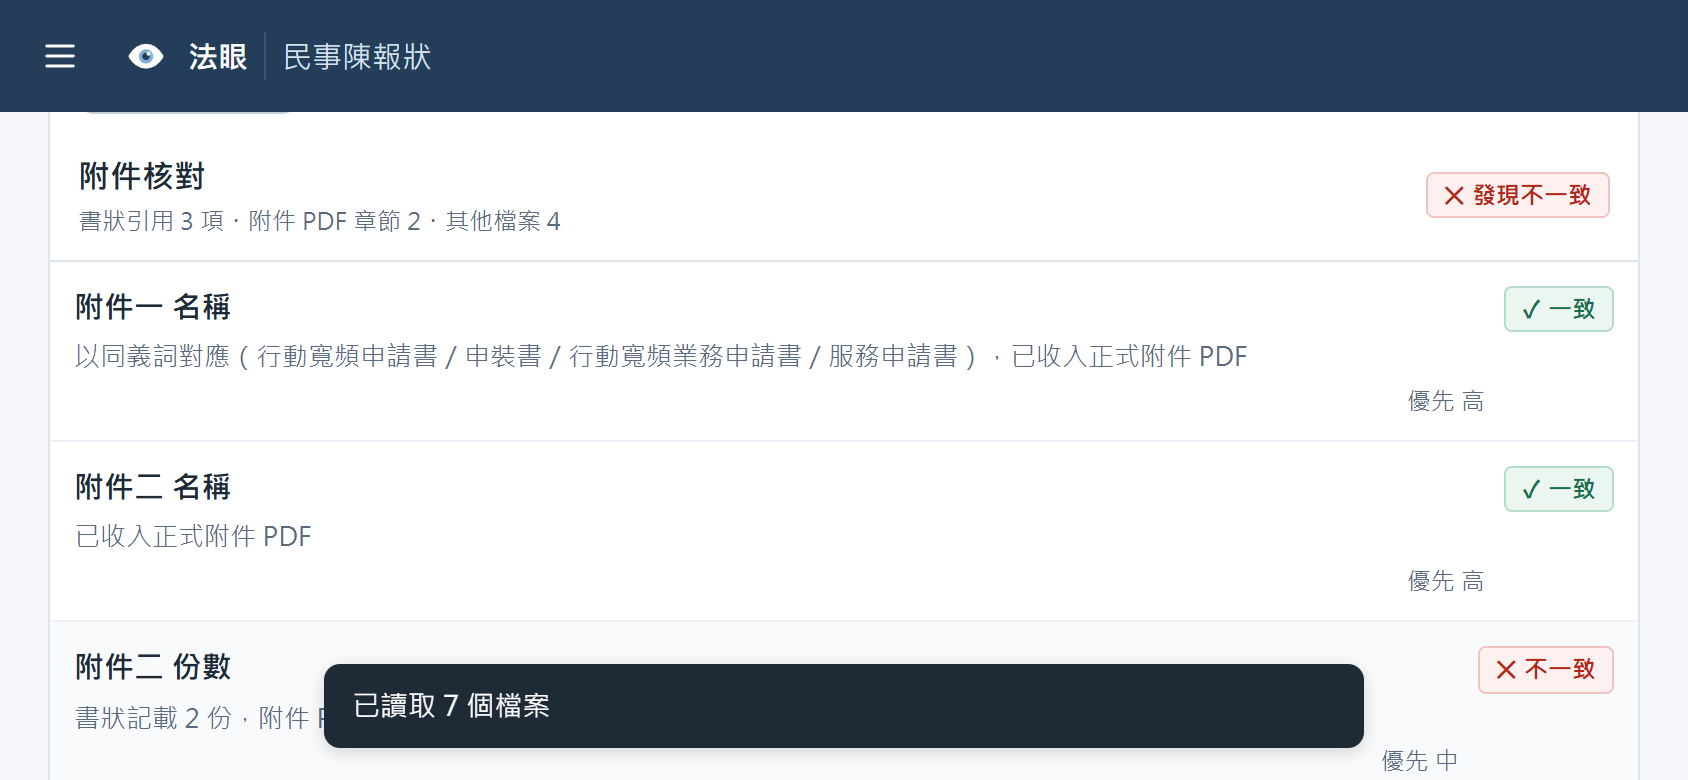 法眼 民事陳報狀
附件核對
發現不一致
書狀引用 3 項 · 附件 PDF 章節 2 · 其他檔案 4
附件一 名稱
一致
以同義詞對應（行動寬頻申請書 / 申裝書 / 行動寬頻業務申請書 / 服務申請書），已收入正式附件 PDF
優先 高
附件二 名稱
一致
已收入正式附件 PDF
優先 高
附件二 份數
不一致
書狀記載 2 份，附件
已讀取 7 個檔案
優先 中